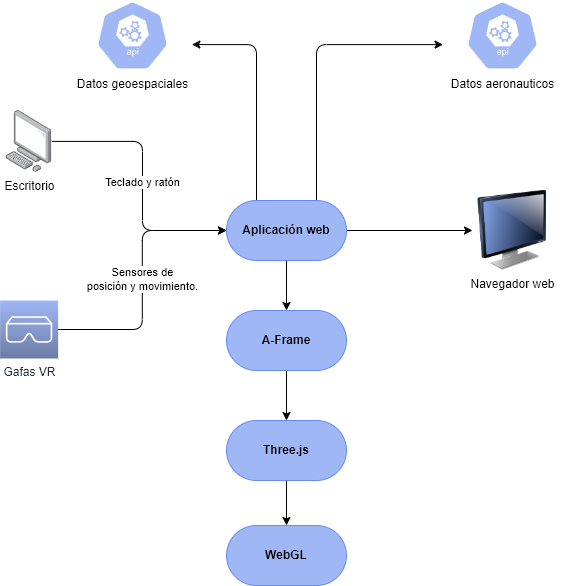 api
api
Datos geoespaciales
Datos aeronauticos
Escritorio
Teclado y ratón
Aplicación web
Sensores de
posición y movimiento.
Navegador web
Gafas VR
A-Frame
Three.js
WebGL